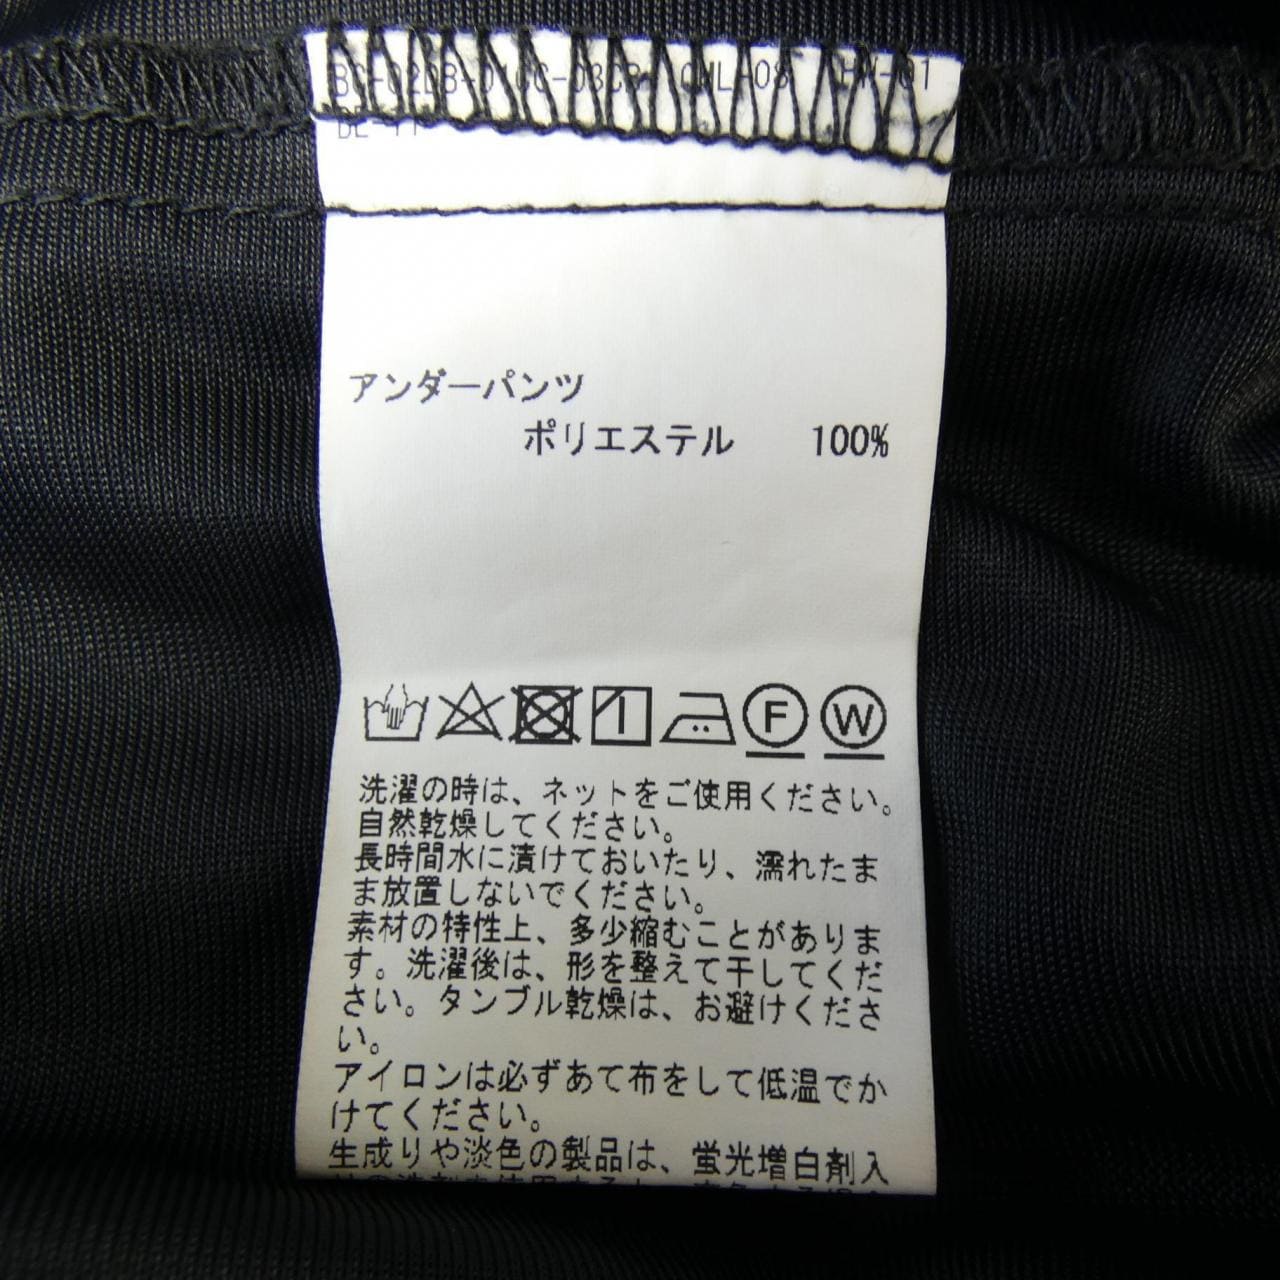 アンダーパンツ
ポリエステル 100%
F W
洗濯の時は、ネットをご使用ください。
自然乾燥してください。
長時間水に漬けておいたり、濡れたま
ま放置しないでください。
素材の特性上、多少縮むことがありま
す。洗濯後は、形を整えて干してくだ
さい。タンブル乾燥は、お避けくださ
い。
アイロンは必ずあて布をして低温でか
けてください。
生成りや淡色の製品は、蛍光増白剤入